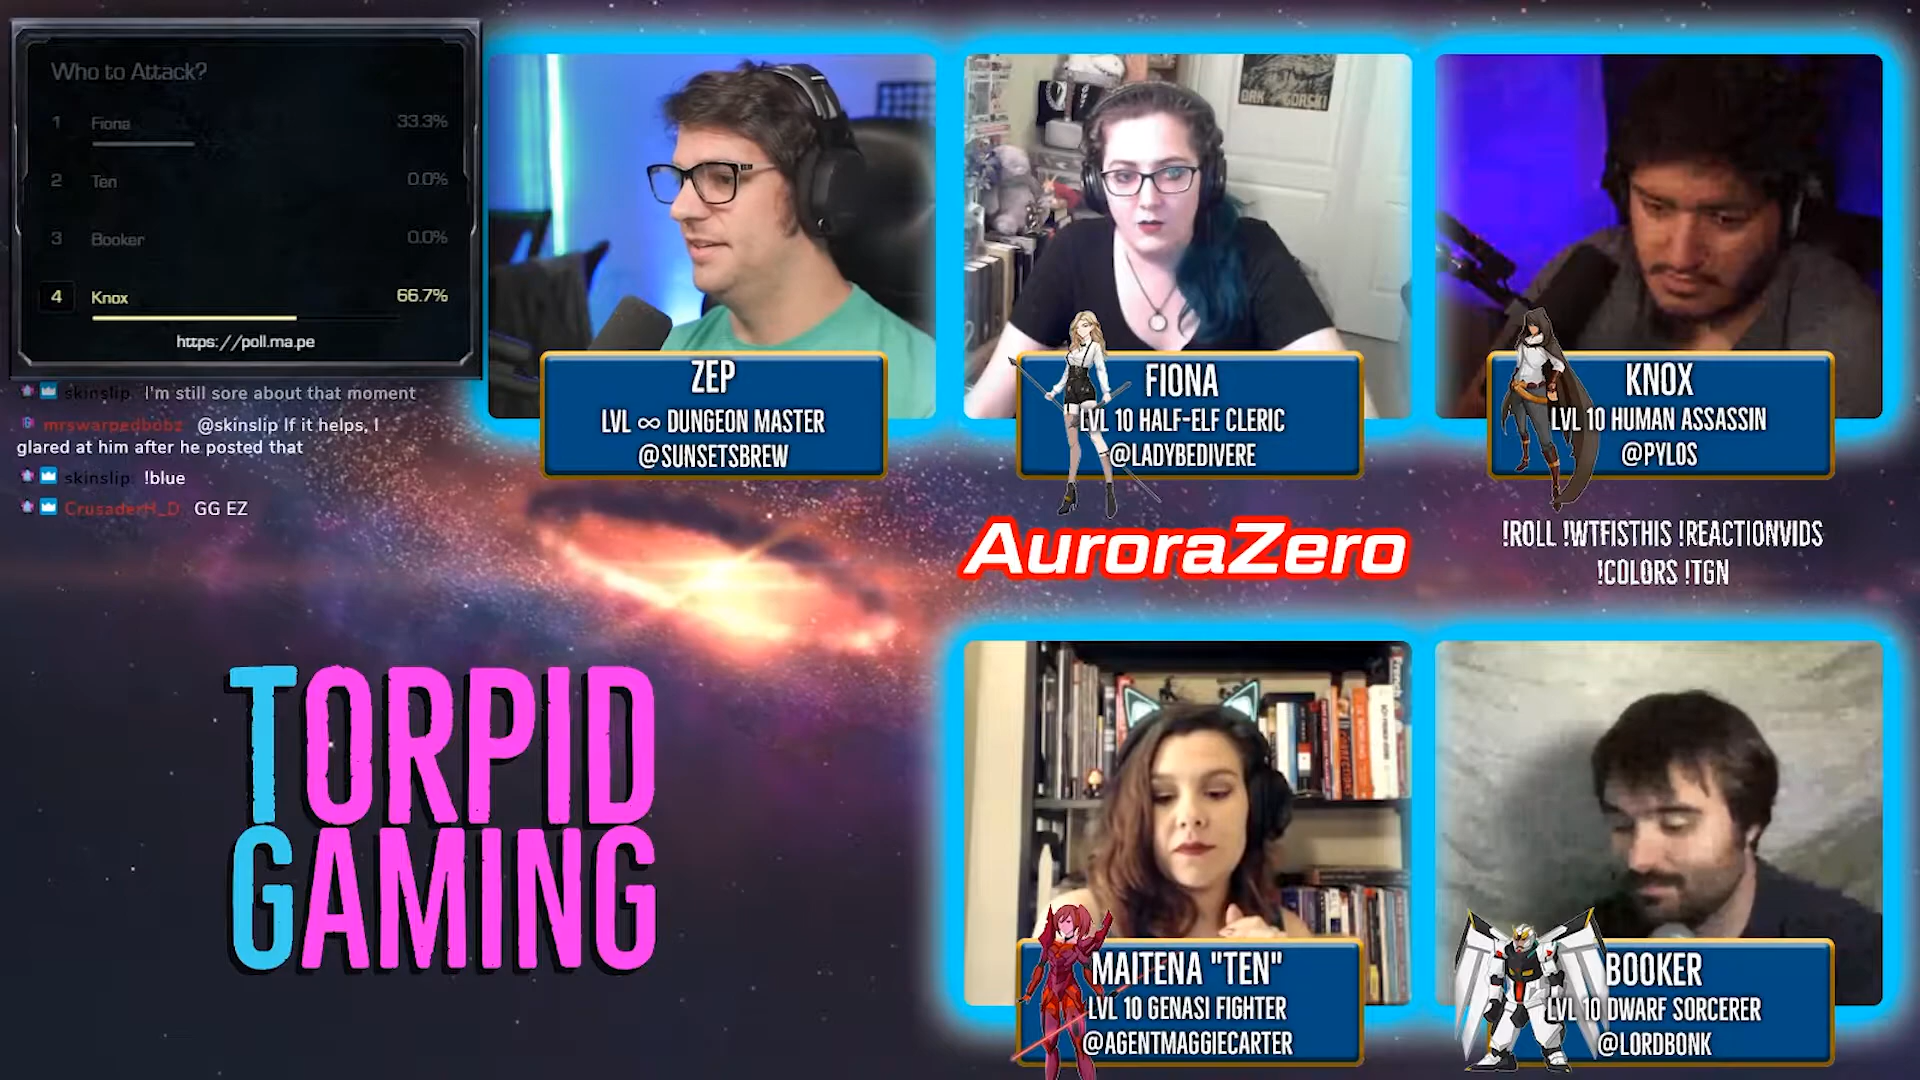 Who to Attack?
1 Fiona 33.3%
2 Ten 0.0%
3 Booker 0.0%
4 Knox 66.7%
https://poll.ma.pe
skinslip: I'm still sore about that moment
mrswarpedbobz: @skinslip If it helps, I
glared at him after he posted that
skinslip: !blue
CrusaderH_D: GG EZ
ZEP
LVL ∞ DUNGEON MASTER
@SUNSETSBREW
FIONA
LVL 10 HALF-ELF CLERIC
@LADYBEDIVERE
KNOX
LVL 10 HUMAN ASSASSIN
@PYLOS
AuroraZero
!ROLL !WTFISTHIS !REACTIONVIDS
!COLORS !TGN
TORPID
GAMING
MAITENA "TEN"
LVL 10 GENASI FIGHTER
@AGENTMAGGIECARTER
BOOKER
LVL 10 DWARF SORCERER
@LORDBONK